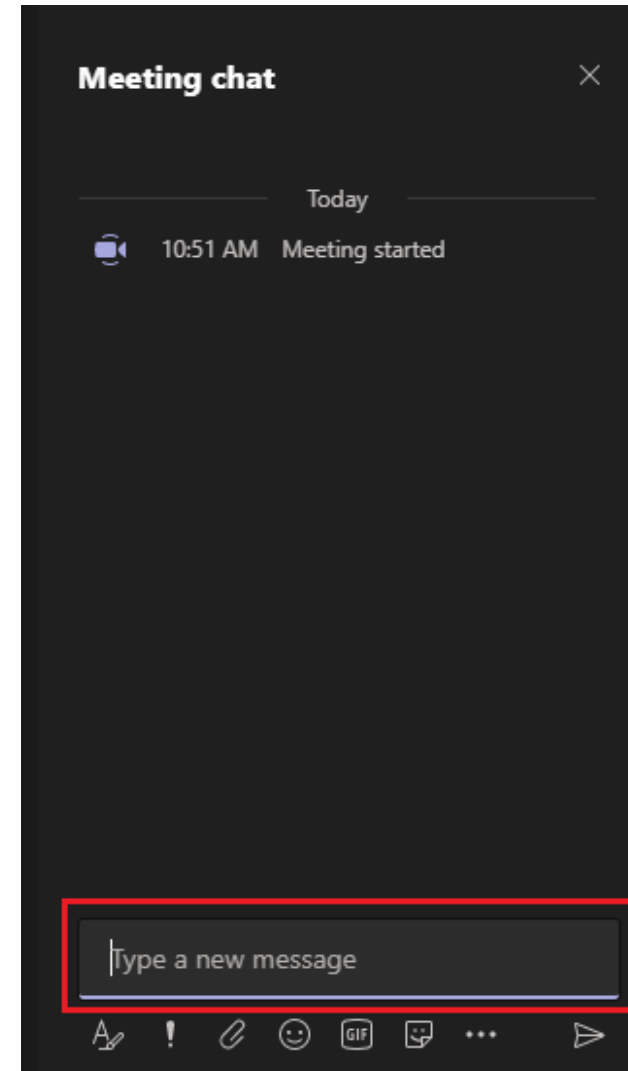 Meeting chat
Today
10:51 AM Meeting started
Type a new message
GIF